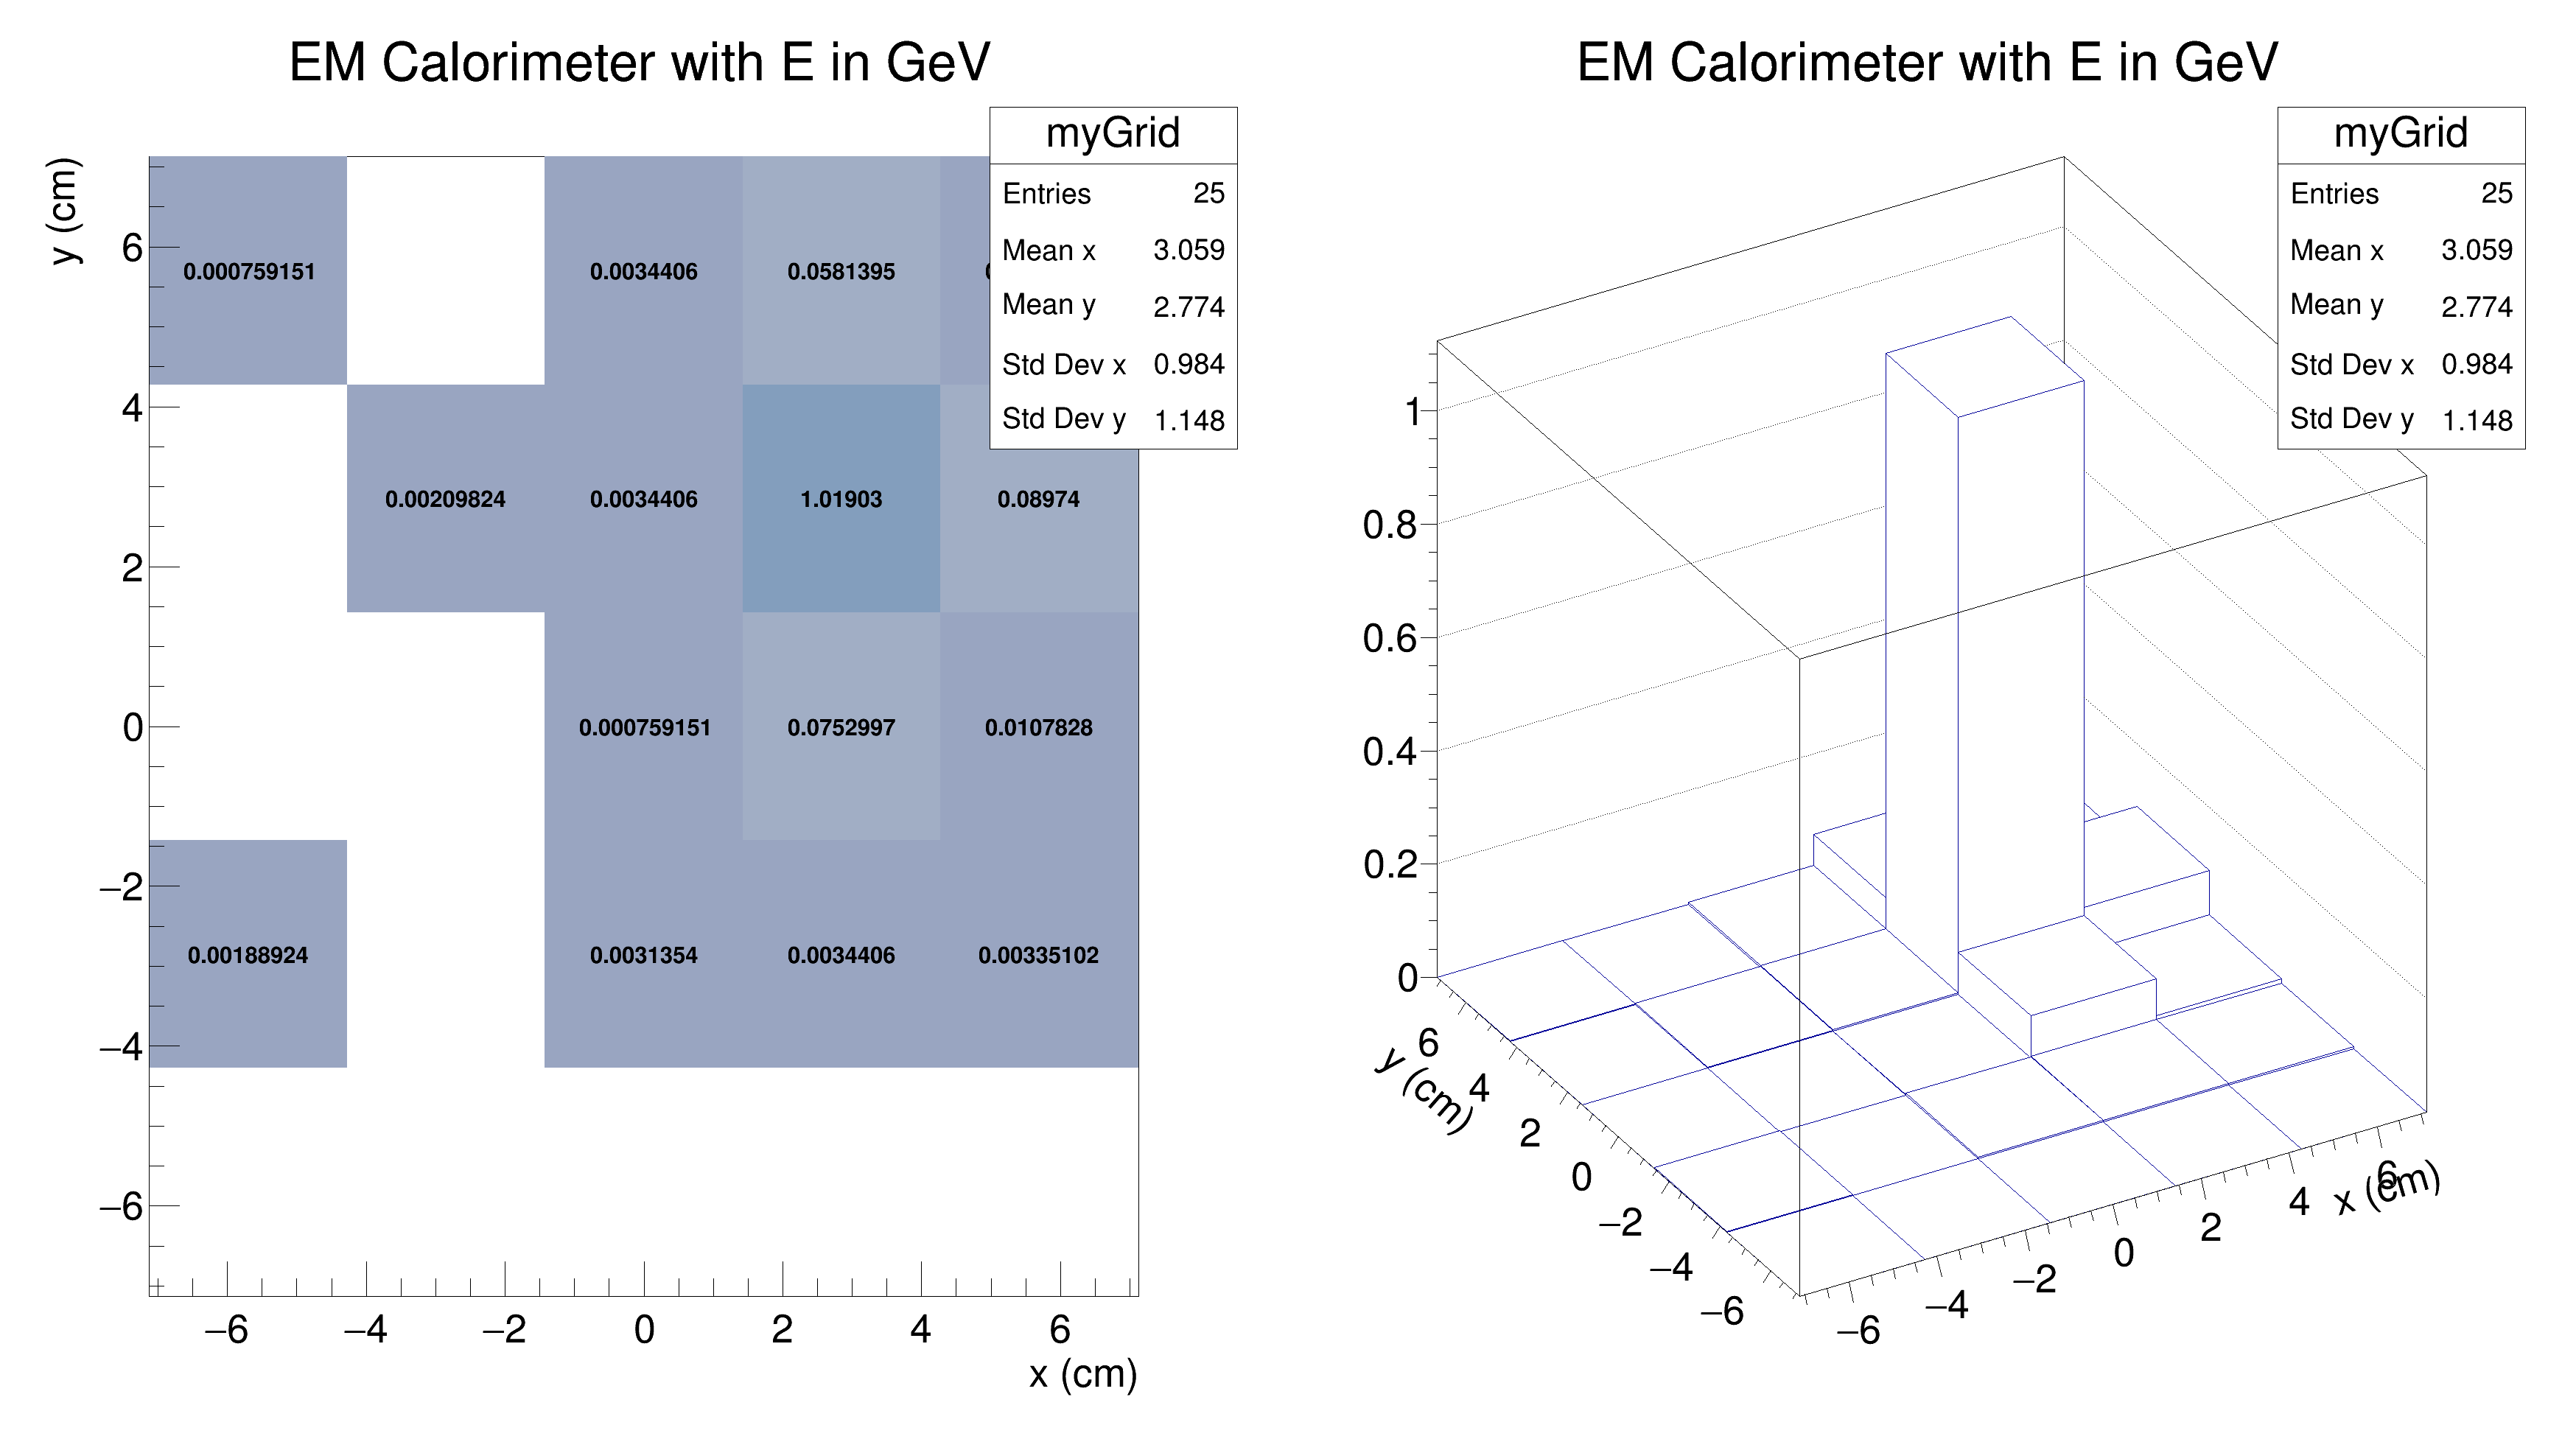 EM Calorimeter with E in GeV
myGrid
Entries 25
Mean x 3.059
Mean y 2.774
Std Dev x 0.984
Std Dev y 1.148
y (cm)
6
4
2
0
−2
−4
−6
0.000759151 0.0034406 0.0581395
0.00209824 0.0034406 1.01903 0.08974
0.000759151 0.0752997 0.0107828
0.00188924 0.0031354 0.0034406 0.00335102
−6 −4 −2 0 2 4 6
x (cm)
EM Calorimeter with E in GeV
myGrid
Entries 25
Mean x 3.059
Mean y 2.774
Std Dev x 0.984
Std Dev y 1.148
1
0.8
0.6
0.4
0.2
0
6
4
2
0
−2
−4
−6
y (cm)
−6
−4
−2
0
2
4
6
x (cm)